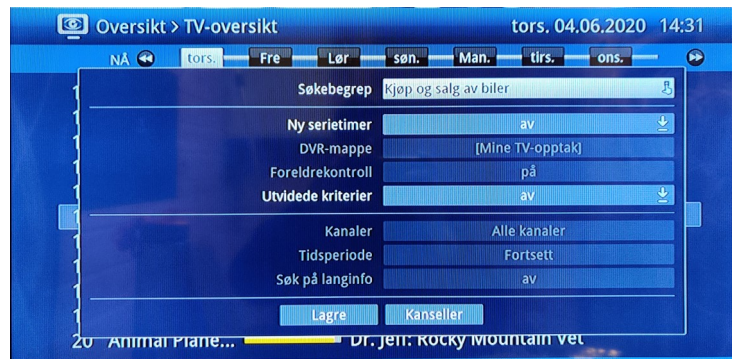 Oversikt > TV-oversikt tors. 04.06.2020 14:31
NÅ tors. Fre Lør søn. Man. tirs. ons.
Søkebegrep Kjøp og salg av biler
Ny serietimer av
DVR-mappe [Mine TV-opptak]
Foreldrekontroll på
Utvidede kriterier av
Kanaler Alle kanaler
Tidsperiode Fortsett
Søk på langinfo av
Lagre Kanseller
20 Animal Plane... Dr. Jeff: Rocky Mountain Vet